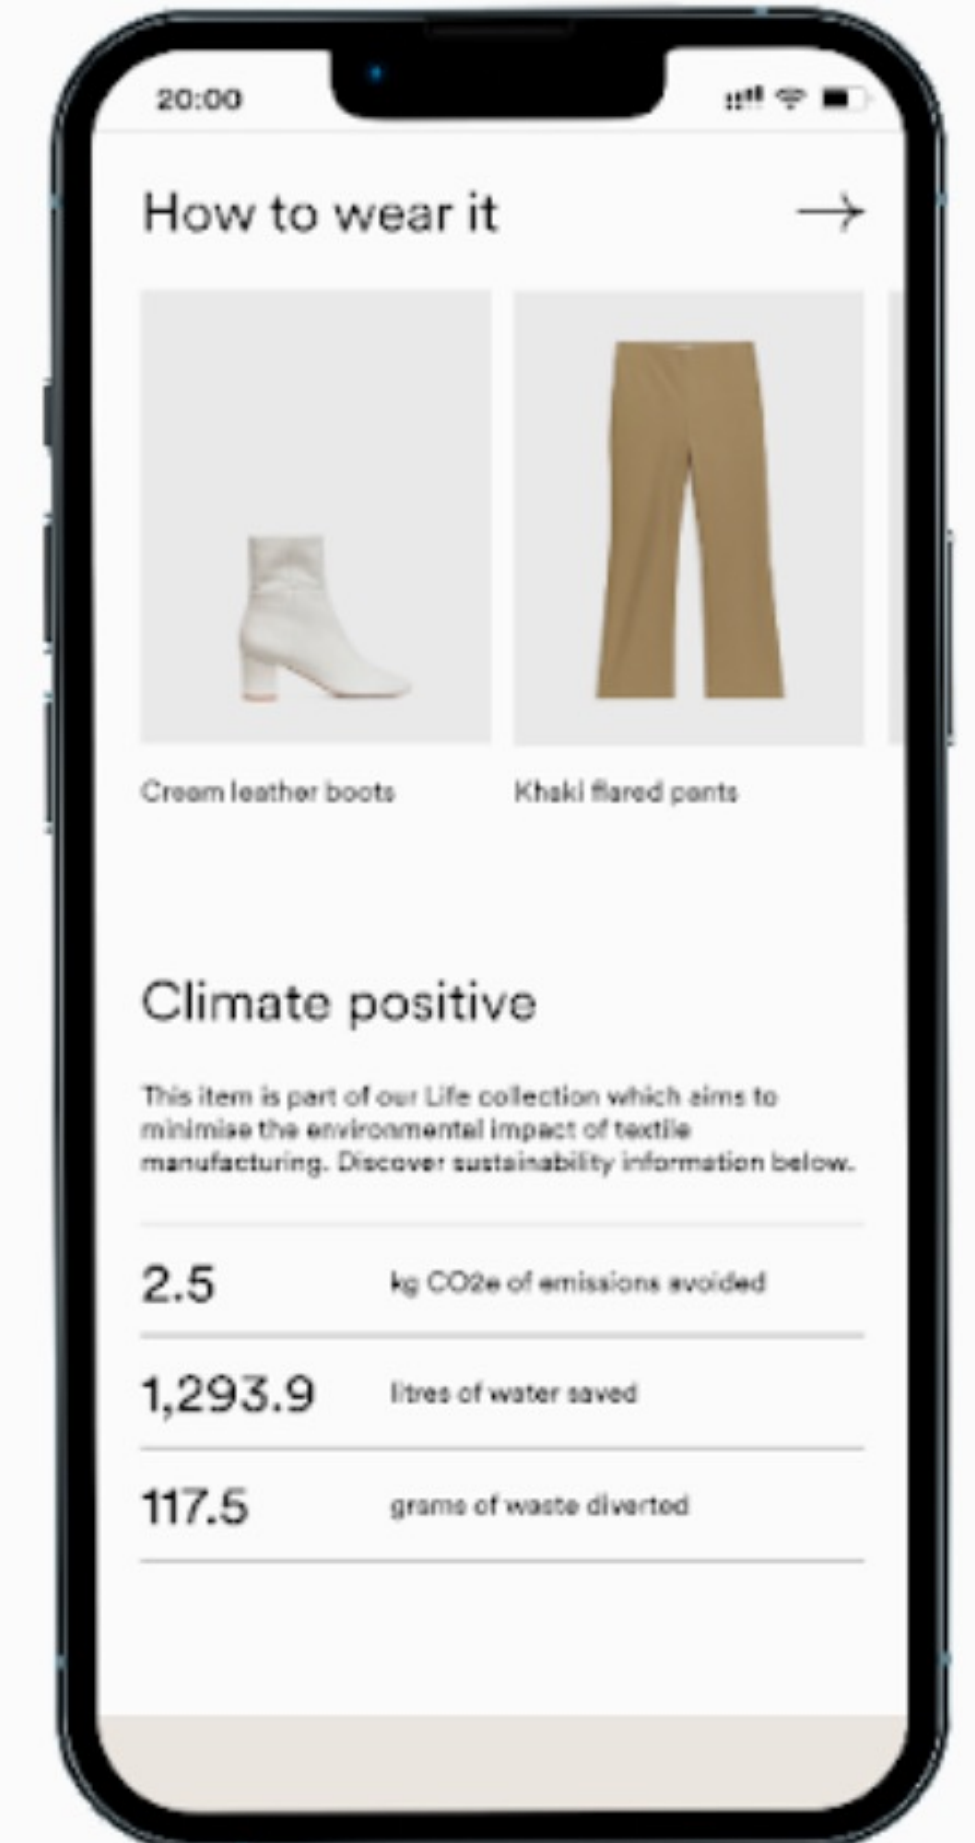 20:00
How to wear it
Cream leather boots
Khaki flared pants
Climate positive
This item is part of our Life collection which aims to
minimise the environmental impact of textile
manufacturing. Discover sustainability information below.
2.5 kg CO2e of emissions avoided
1,293.9 litres of water saved
117.5 grams of waste diverted